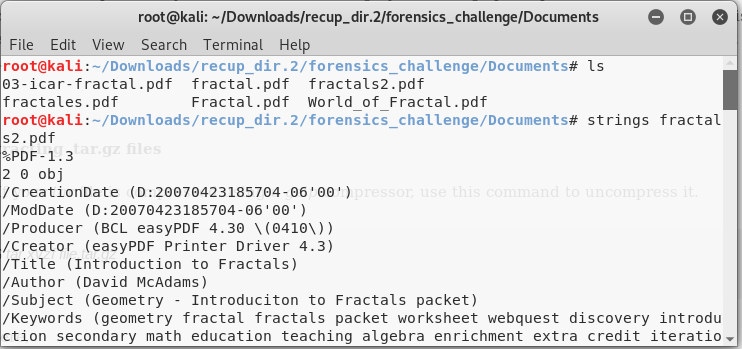 root@kali: ~/Downloads/recup_dir.2/forensics_challenge/Documents
File Edit View Search Terminal Help
root@kali:~/Downloads/recup_dir.2/forensics_challenge/Documents# ls
03-icar-fractal.pdf fractal.pdf fractals2.pdf
fractales.pdf Fractal.pdf World_of_Fractal.pdf
root@kali:~/Downloads/recup_dir.2/forensics_challenge/Documents# strings fractal
s2.pdf
%PDF-1.3
2 0 obj
/CreationDate (D:20070423185704-06'00')
/ModDate (D:20070423185704-06'00')
/Producer (BCL easyPDF 4.30 \(0410\))
/Creator (easyPDF Printer Driver 4.3)
/Title (Introduction to Fractals)
/Author (David McAdams)
/Subject (Geometry - Introduciton to Fractals packet)
/Keywords (geometry fractal fractals packet worksheet webquest discovery introdu
ction secondary math education teaching algebra enrichment extra credit iteratio
tar.gz files
compressor, use this command to uncompress it.